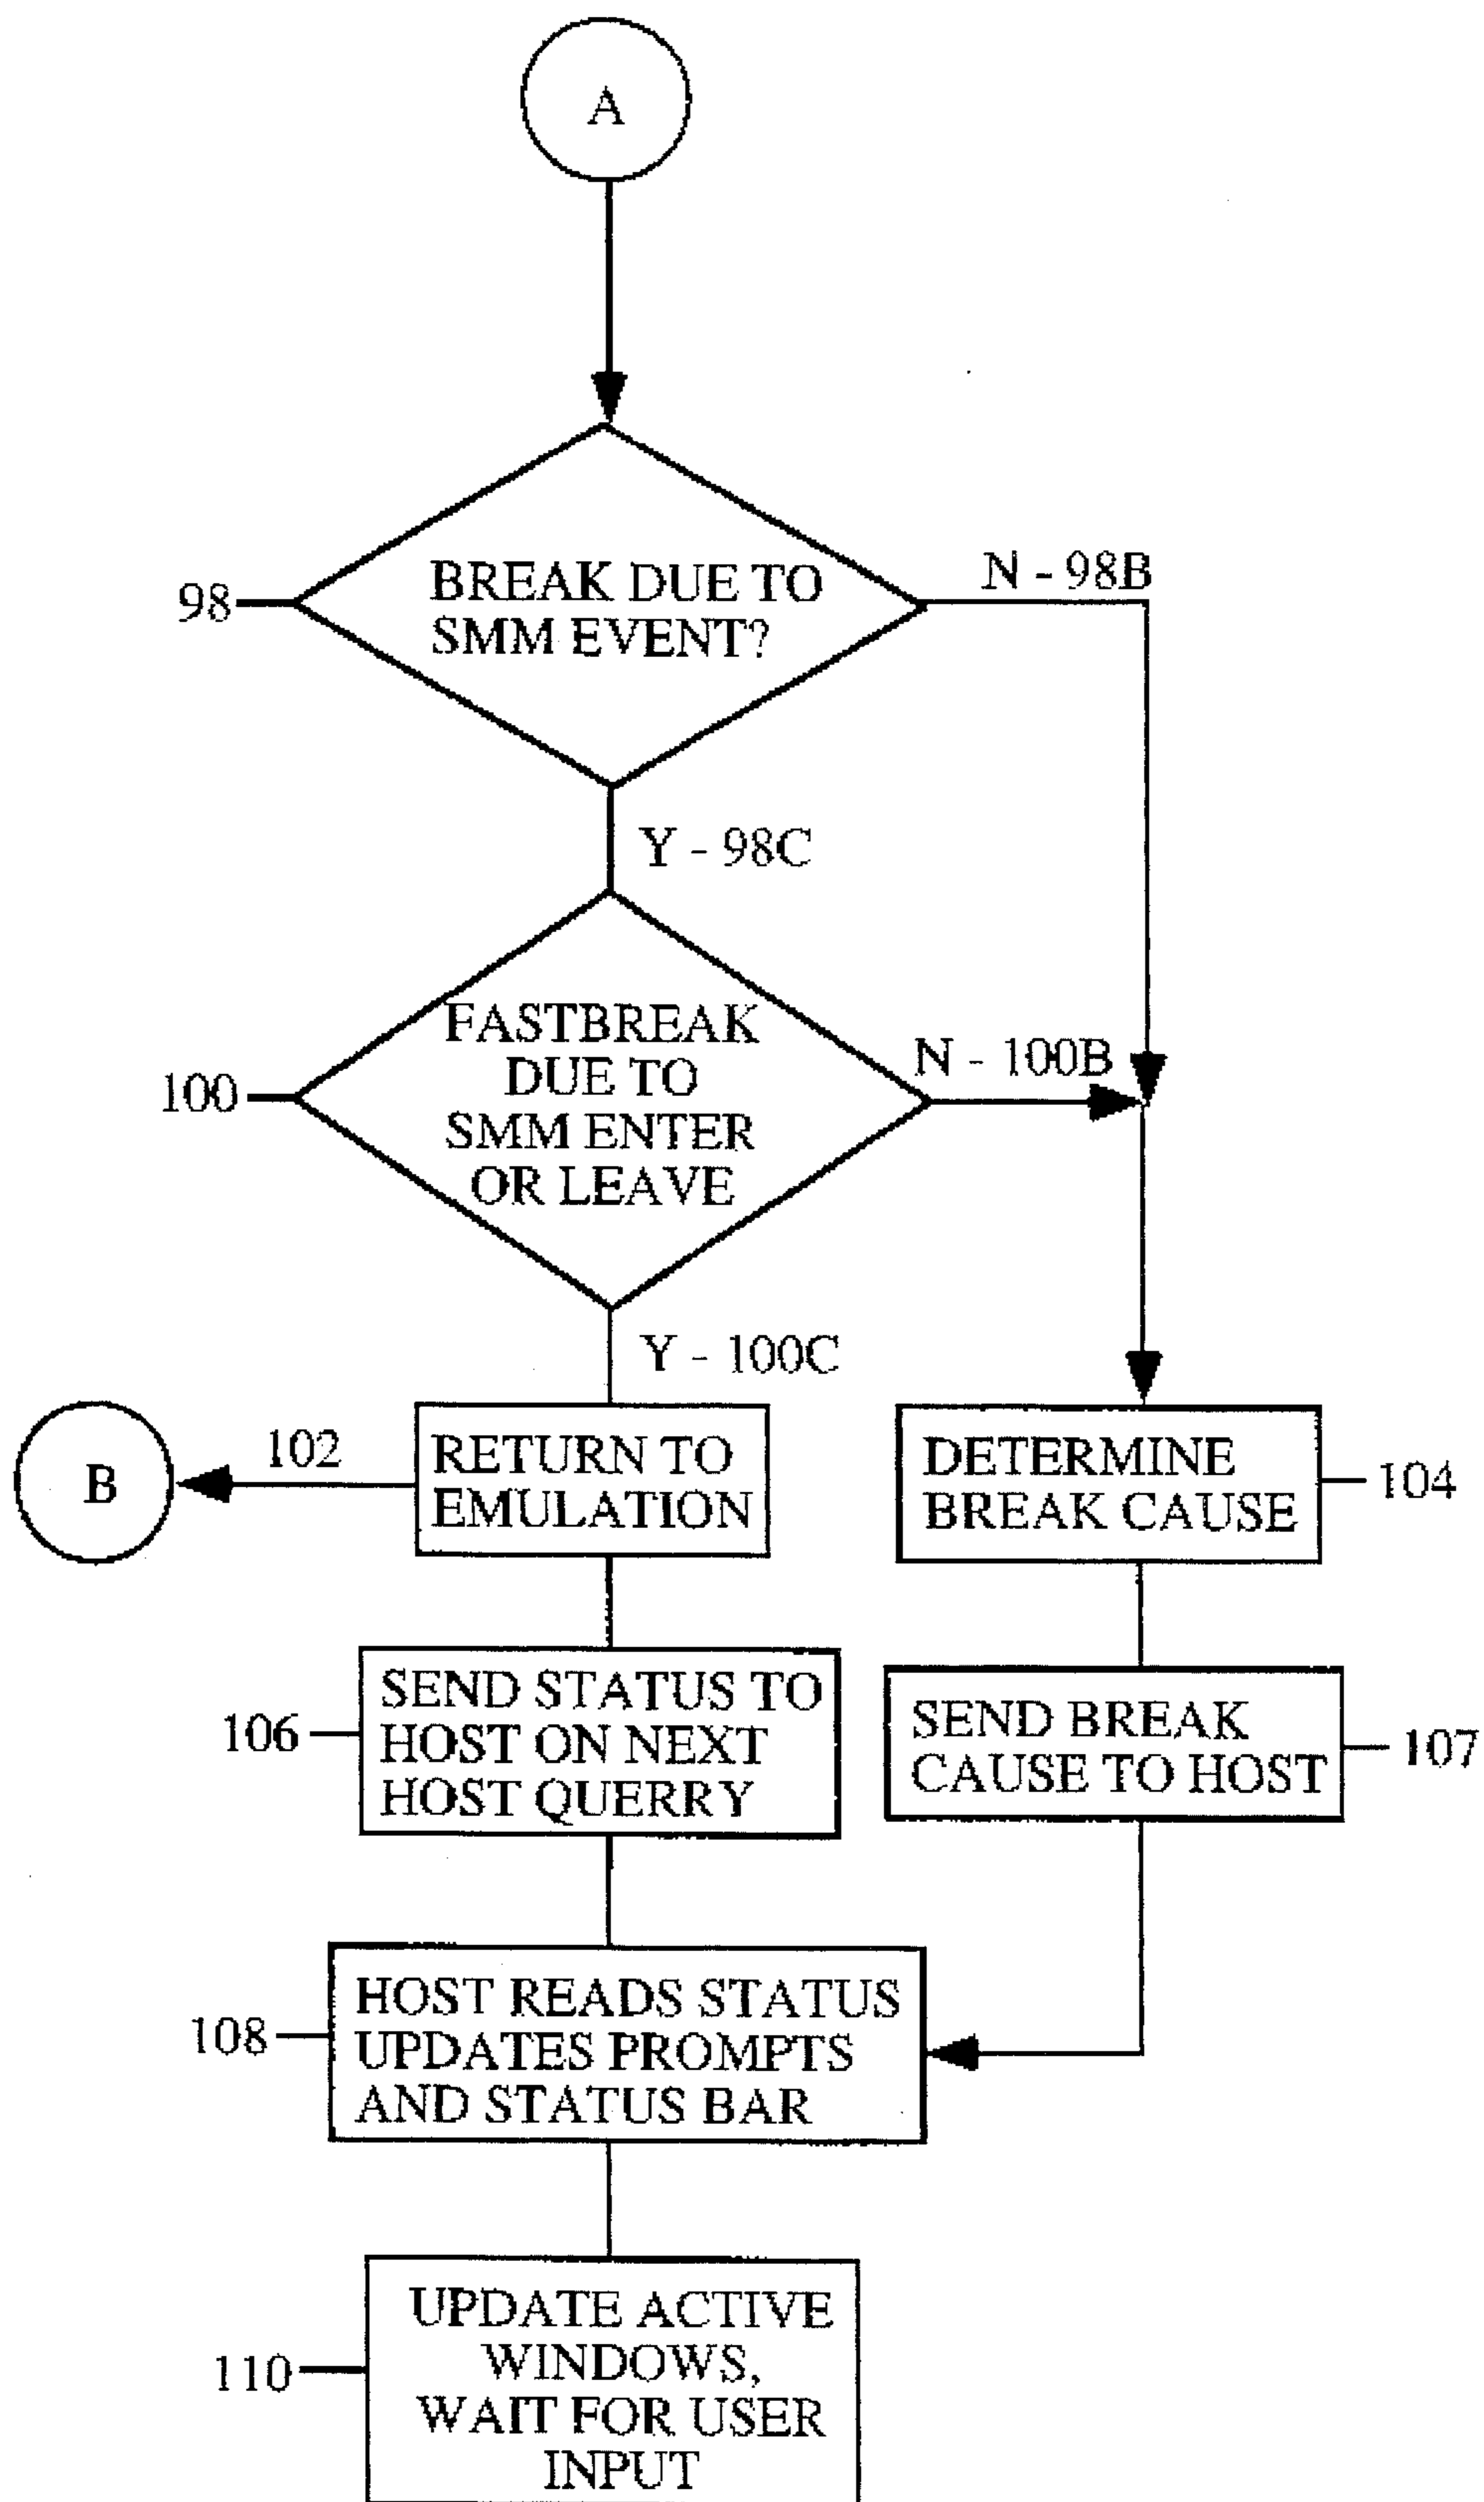 A
98
BREAK DUE TO
SMM EVENT?
N - 98B
Y - 98C
100
FASTBREAK
DUE TO
SMM ENTER
OR LEAVE
N - 100B
Y - 100C
B
102
RETURN TO
EMULATION
DETERMINE
BREAK CAUSE
104
106
SEND STATUS TO
HOST ON NEXT
HOST QUERRY
SEND BREAK
CAUSE TO HOST
107
108
HOST READS STATUS
UPDATES PROMPTS
AND STATUS BAR
110
UPDATE ACTIVE
WINDOWS,
WAIT FOR USER
INPUT